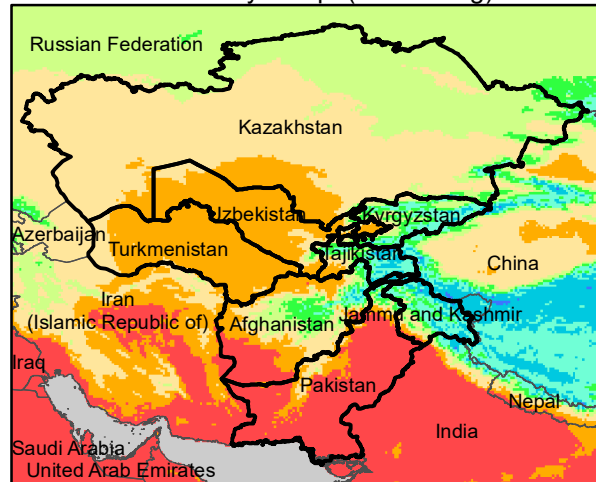 Russian Federation
Kazakhstan
Uzbekistan
Kyrgyzstan
Azerbaijan
Turkmenistan
Tajikistan
China
Iran
(Islamic Republic of)
Afghanistan
Jammu and Kashmir
Iraq
Pakistan
Nepal
India
Saudi Arabia
United Arab Emirates